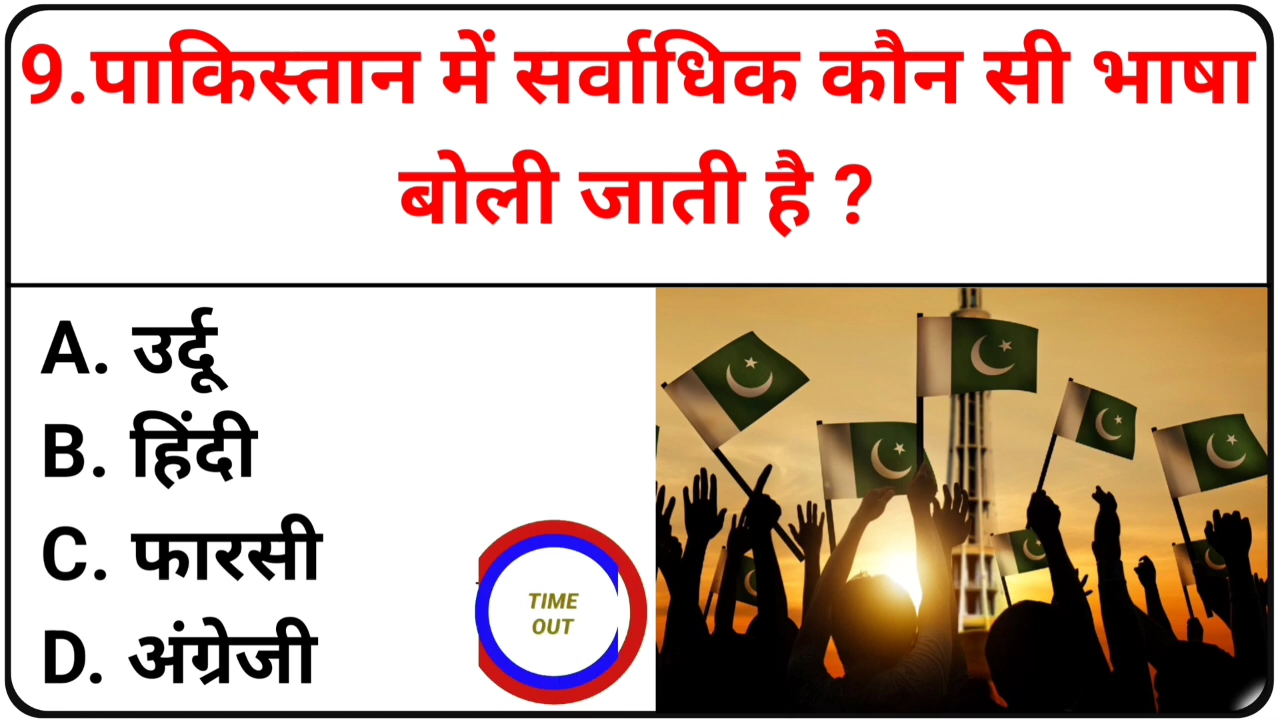 9.पाकिस्तान में सर्वाधिक कौन सी भाषा
बोली जाती है ?
A. उर्दू
B. हिंदी
C. फारसी
D. अंग्रेजी
TIME
OUT